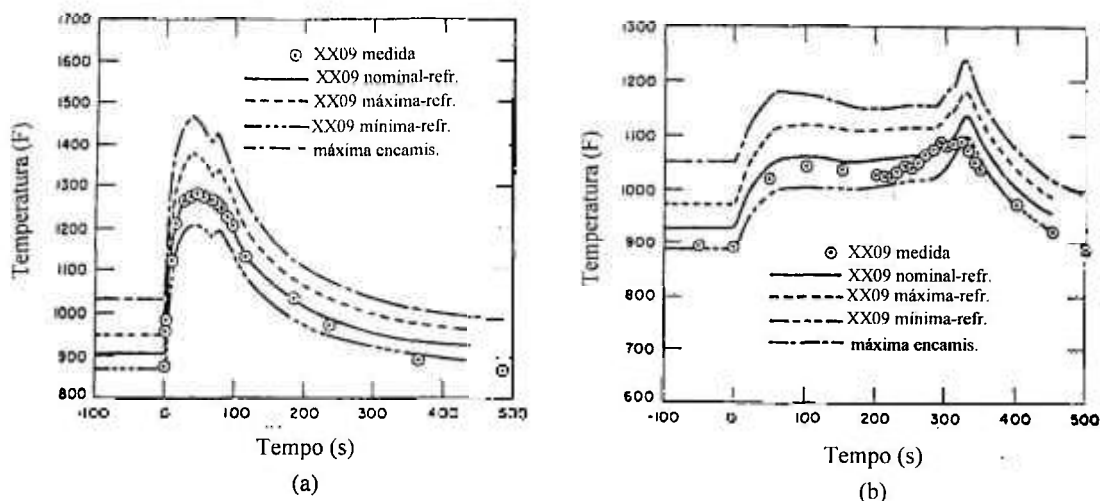 Temperatura (F)
1700
1600
1500
1400
1300
1200
1100
1000
900
800
XX09 medida
XX09 nominal-refr.
XX09 máxima-refr.
XX09 mínima-refr.
máxima encamis.
-100
0
100
200
300
400
500
Tempo (s)
(a)
Temperatura (F)
1300
1200
1100
1000
900
800
1000
700
600
XX09 medida
XX09 nominal-refr.
XX09 máxima-refr.
XX09 mínima-refr.
máxima encamis.
-100
0
100
200
300
400
500
Tempo (s)
(b)